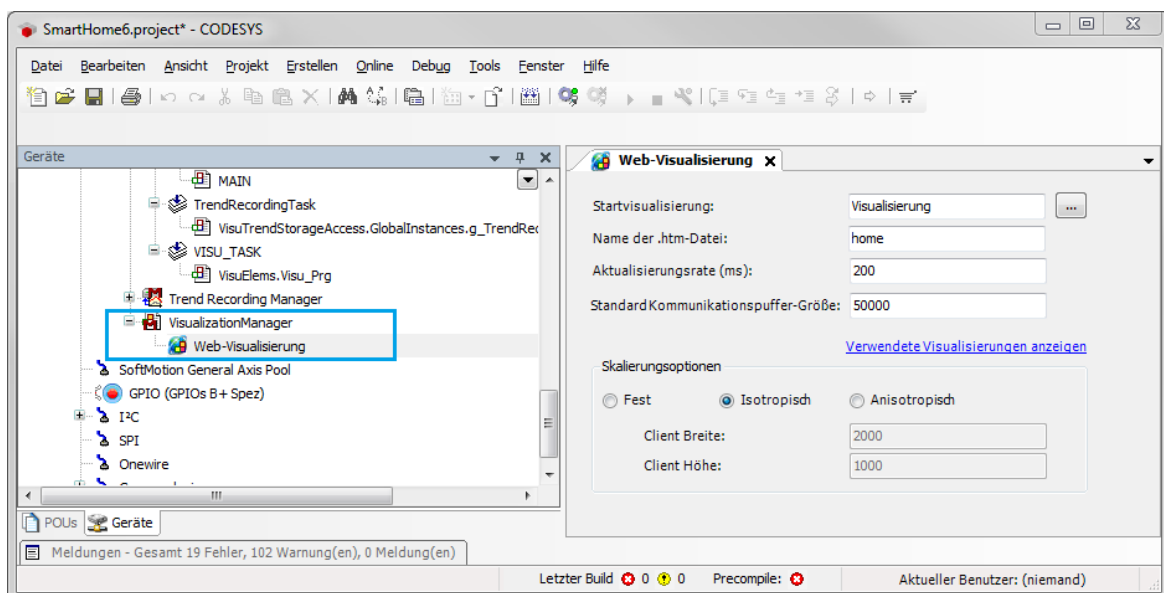 SmartHome6.project* - CODESYS
Datei Bearbeiten Ansicht Projekt Erstellen Online Debug Tools Fenster Hilfe
Geräte
MAIN
TrendRecordingTask
VisuTrendStorageAccess.GlobalInstances.g_TrendRec
VISU_TASK
VisuElems.Visu_Prg
Trend Recording Manager
VisualizationManager
Web-Visualisierung
SoftMotion General Axis Pool
GPIO (GPIOs B+ Spez)
I²C
SPI
Onewire
POUs Geräte
Web-Visualisierung
Startvisualisierung: Visualisierung ...
Name der .htm-Datei: home
Aktualisierungsrate (ms): 200
Standard Kommunikationspuffer-Größe: 50000
Verwendete Visualisierungen anzeigen
Skalierungsoptionen
Fest Isotropisch Anisotropisch
Client Breite: 2000
Client Höhe: 1000
Meldungen - Gesamt 19 Fehler, 102 Warnung(en), 0 Meldung(en)
Letzter Build 0 0 Precompile: Aktueller Benutzer: (niemand)